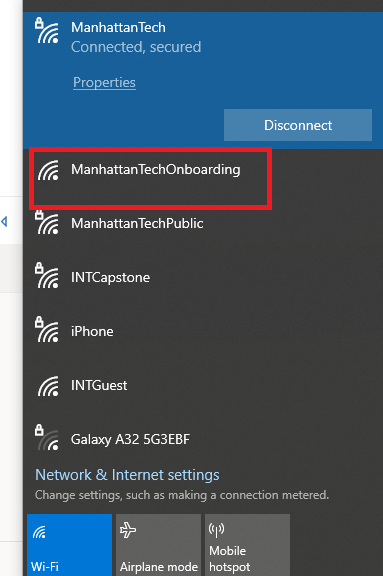 ManhattanTech
Connected, secured
Properties
Disconnect
ManhattanTechOnboarding
ManhattanTechPublic
INTCapstone
iPhone
INTGuest
Galaxy A32 5G3EBF
Network & Internet settings
Change settings, such as making a connection metered.
Wi-Fi
Airplane mode
Mobile
hotspot